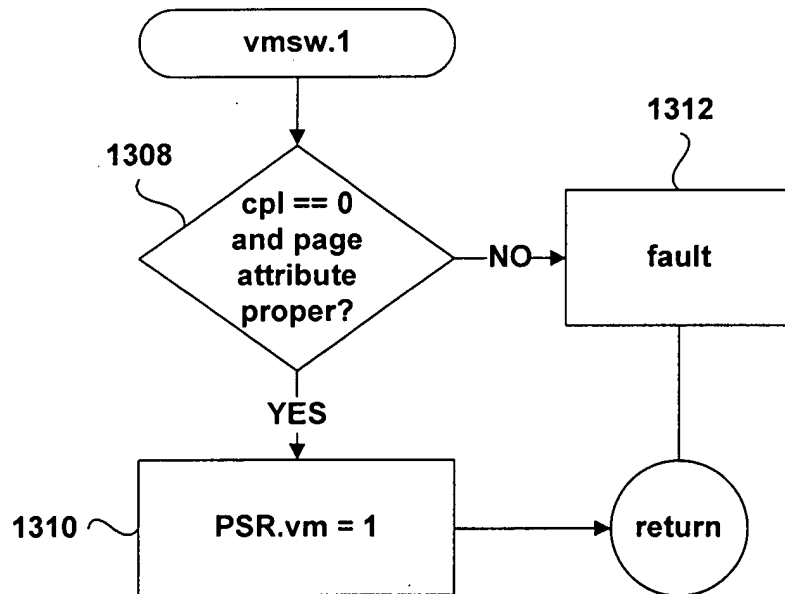 vmsw.1
1308
1312
cpl == 0
and page
attribute
proper?
NO
fault
YES
1310
PSR.vm = 1
return